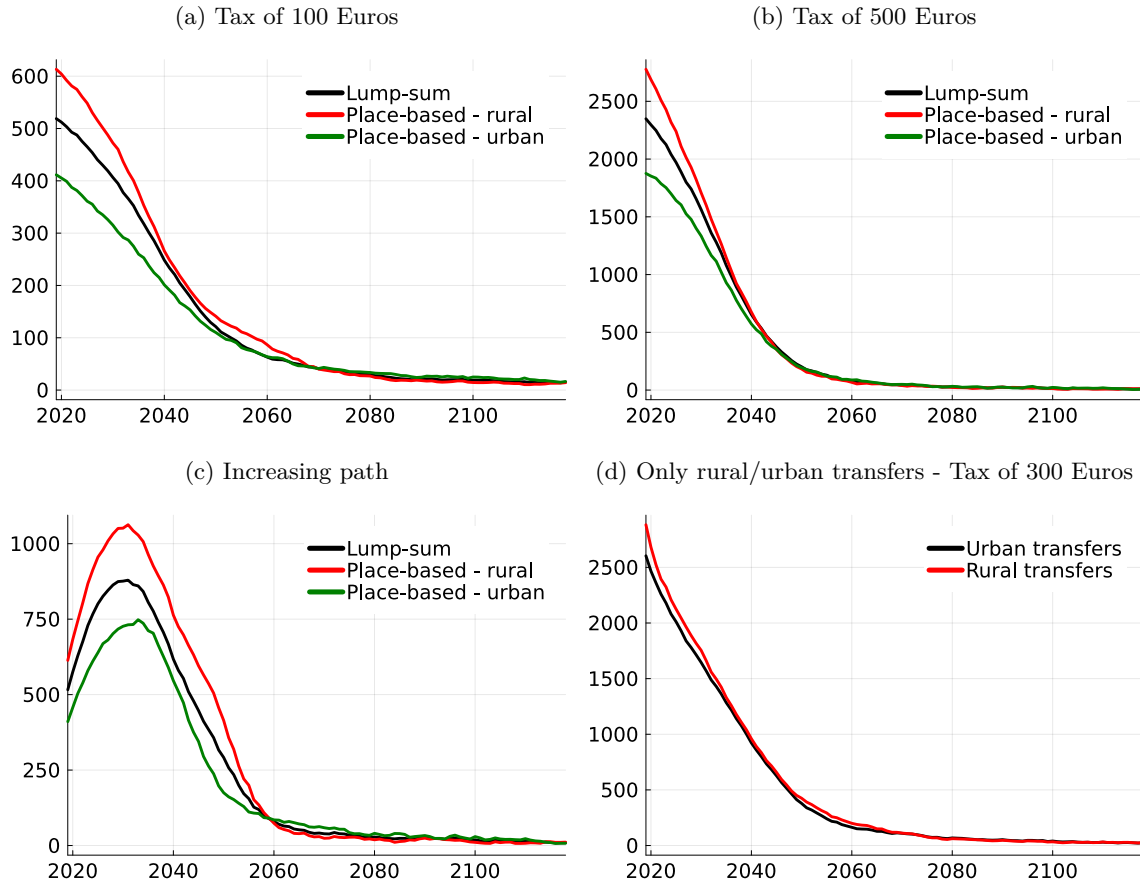 (a) Tax of 100 Euros
600
500
400
300
200
100
0
2020 2040 2060 2080 2100
Lump-sum
Place-based - rural
Place-based - urban
(b) Tax of 500 Euros
2500
2000
1500
1000
500
0
2020 2040 2060 2080 2100
Lump-sum
Place-based - rural
Place-based - urban
(c) Increasing path
1000
750
500
250
0
2020 2040 2060 2080 2100
Lump-sum
Place-based - rural
Place-based - urban
(d) Only rural/urban transfers - Tax of 300 Euros
2500
2000
1500
1000
500
0
2020 2040 2060 2080 2100
Urban transfers
Rural transfers